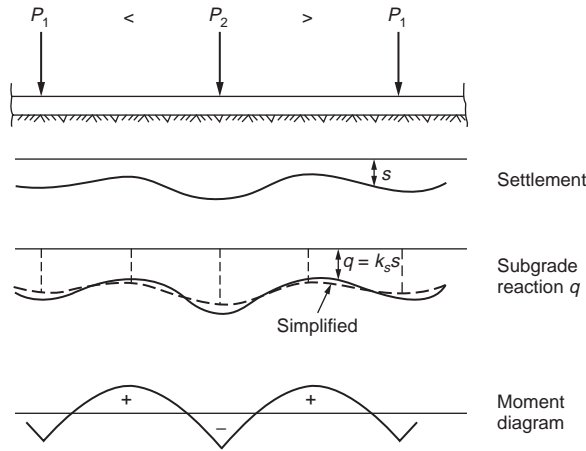 P₁ < P₂ > P₁
s
Settlement
q = kₛs
Subgrade
reaction q
Simplified
+ − +
Moment
diagram